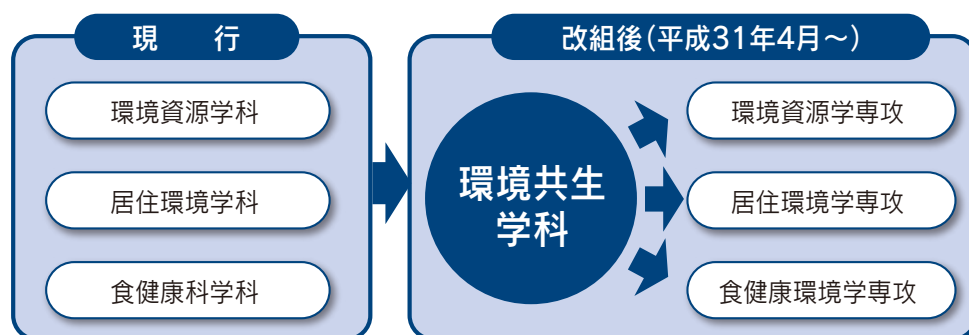 現　行
環境資源学科
居住環境学科
食健康科学科
改組後(平成31年4月～)
環境共生
学科
環境資源学専攻
居住環境学専攻
食健康環境学専攻